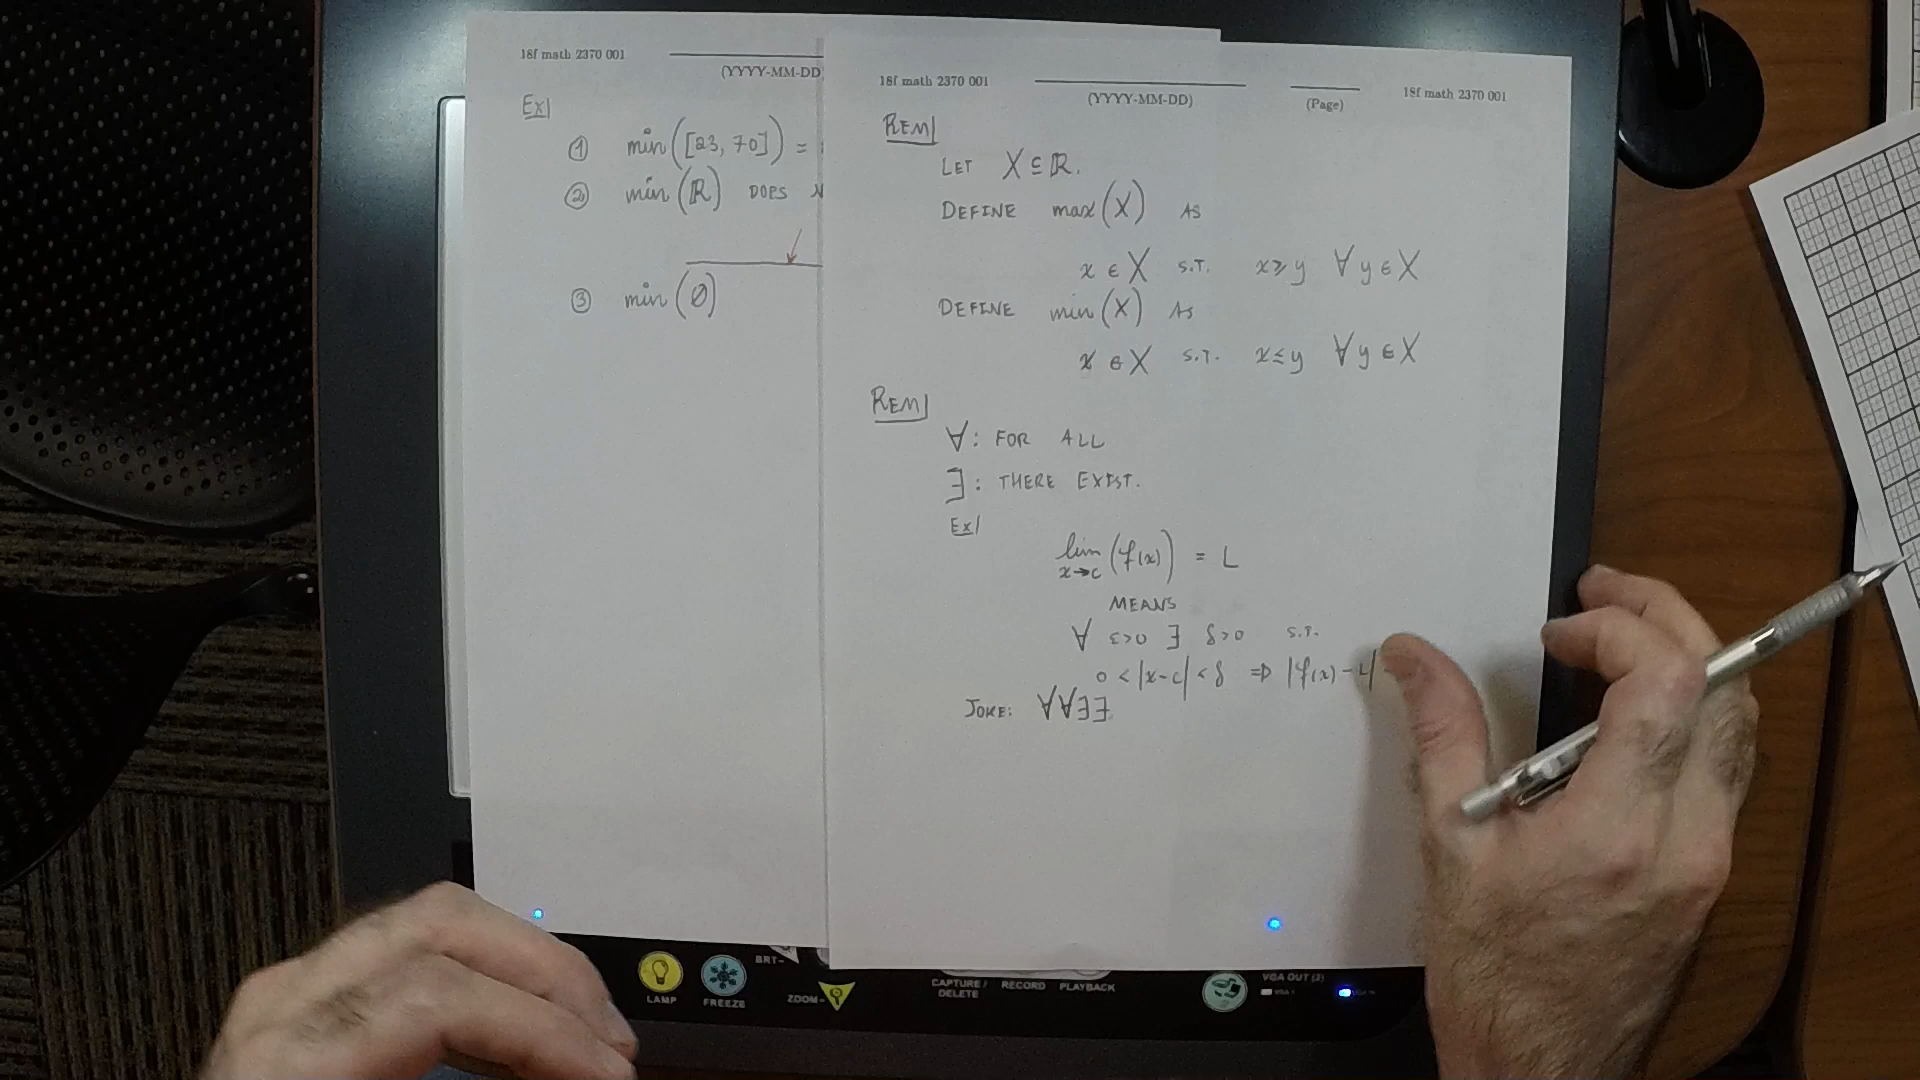 18f math 2370 001
(YYYY-MM-DD)
Ex|
① min([23, 70]) =
② min(ℝ) DOES N
③ min(∅)
18f math 2370 001
(YYYY-MM-DD)
(Page)
18f math 2370 001
REM|
LET X ⊆ ℝ.
DEFINE max(X) AS
x ∈ X S.T. x ≥ y ∀ y ∈ X
DEFINE min(X) AS
x ∈ X S.T. x ≤ y ∀ y ∈ X
REM|
∀: FOR ALL
∃: THERE EXIST.
Ex|
lim (f(x)) = L
x→c
MEANS
∀ ε>0 ∃ δ>0 S.T.
0 < |x-c| < δ ⇒ |f(x) - L|
JOKE: ∀∀∃∃
BRT-
LAMP
FREEZE
ZOOM-
CAPTURE / DELETE
RECORD
PLAYBACK
VGA OUT (2)